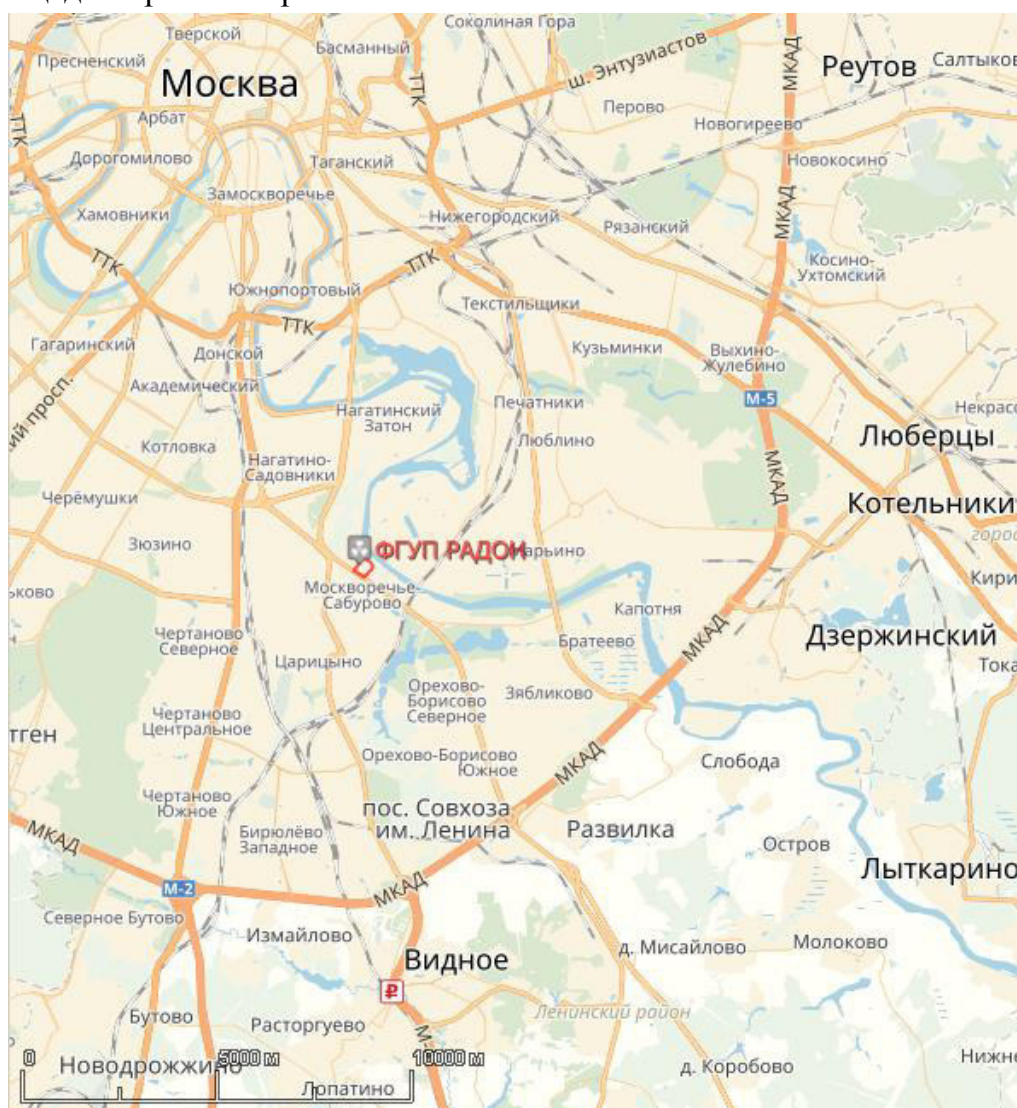 Соколиная Гора
Тверской
Басманный
Пресненский
ш. Энтузиастов
МКАД
Реутов
Москва
ТТК
Перово
ТТК
Арбат
Новогиреево
Дорогомилово
Таганский
Новокосино
Замоскворечье
МКАД
Хамовники
Нижегородский
Рязанский
ТТК
ТТК
Косино-
Ухтомский
Южнопортовый
Текстильщики
ТТК
Гагаринский
Донской
Кузьминки
Выхино-
Жулебино
Академический
М-5
Нагатинский
Затон
Печатники
Люблино
Люберцы
Котловка
Нагатино-
Садовники
МКАД
Черёмушки
Котельники
Зюзино
ФГУП РАДОН
Москворечье-
Сабурово
Капотня
Чертаново
Северное
Братеево
МКАД
Дзержинский
Царицыно
Орехово-
Борисово
Северное
Зябликово
Чертаново
Центральное
Орехово-Борисово
Южное
МКАД
Слобода
Чертаново
Южное
пос. Совхоза
им. Ленина
Развилка
МКАД
Бирюлёво
Западное
Остров
Лыткарино
М-2
МКАД
Северное Бутово
Измайлово
д. Мисайлово
Молоково
Видное
₽
Ленинский район
Бутово
Расторгуево
0
5000 м
10000 м
д. Коробово
Лопатино